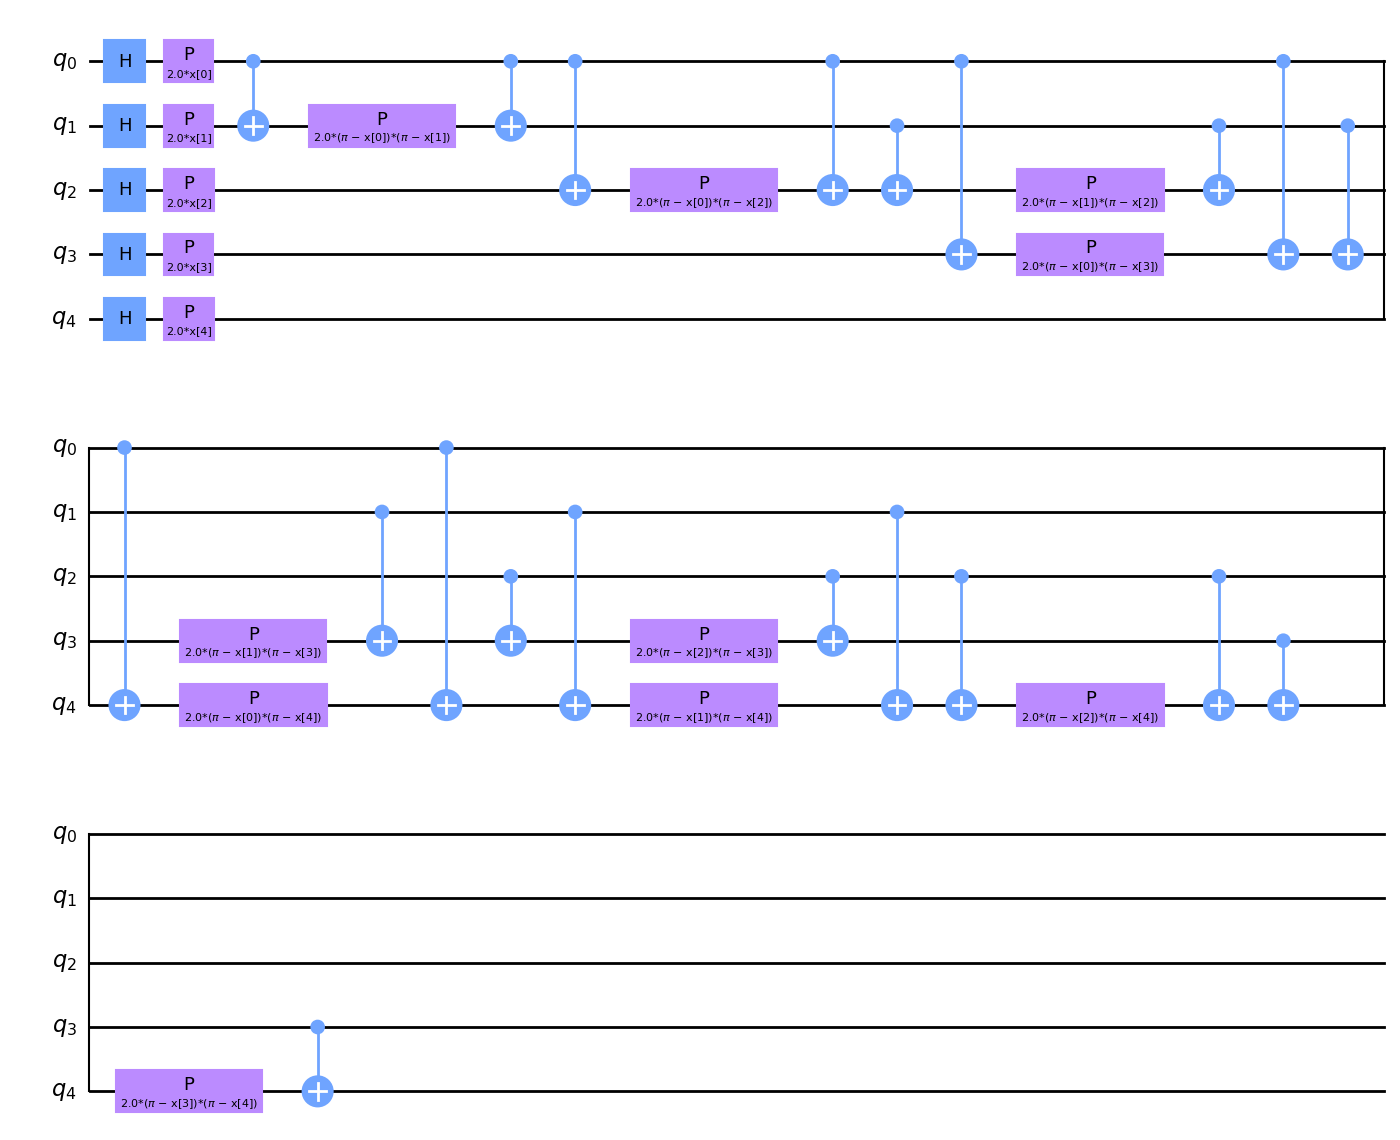 q0 H P 2.0*x[0]
q1 H P 2.0*x[1] P 2.0*(π − x[0])*(π − x[1])
q2 H P 2.0*x[2] P 2.0*(π − x[0])*(π − x[2]) P 2.0*(π − x[1])*(π − x[2])
q3 H P 2.0*x[3] P 2.0*(π − x[0])*(π − x[3])
q4 H P 2.0*x[4]
q0
q1
q2
q3 P 2.0*(π − x[1])*(π − x[3]) P 2.0*(π − x[2])*(π − x[3])
q4 P 2.0*(π − x[0])*(π − x[4]) P 2.0*(π − x[1])*(π − x[4]) P 2.0*(π − x[2])*(π − x[4])
q0
q1
q2
q3
q4 P 2.0*(π − x[3])*(π − x[4])